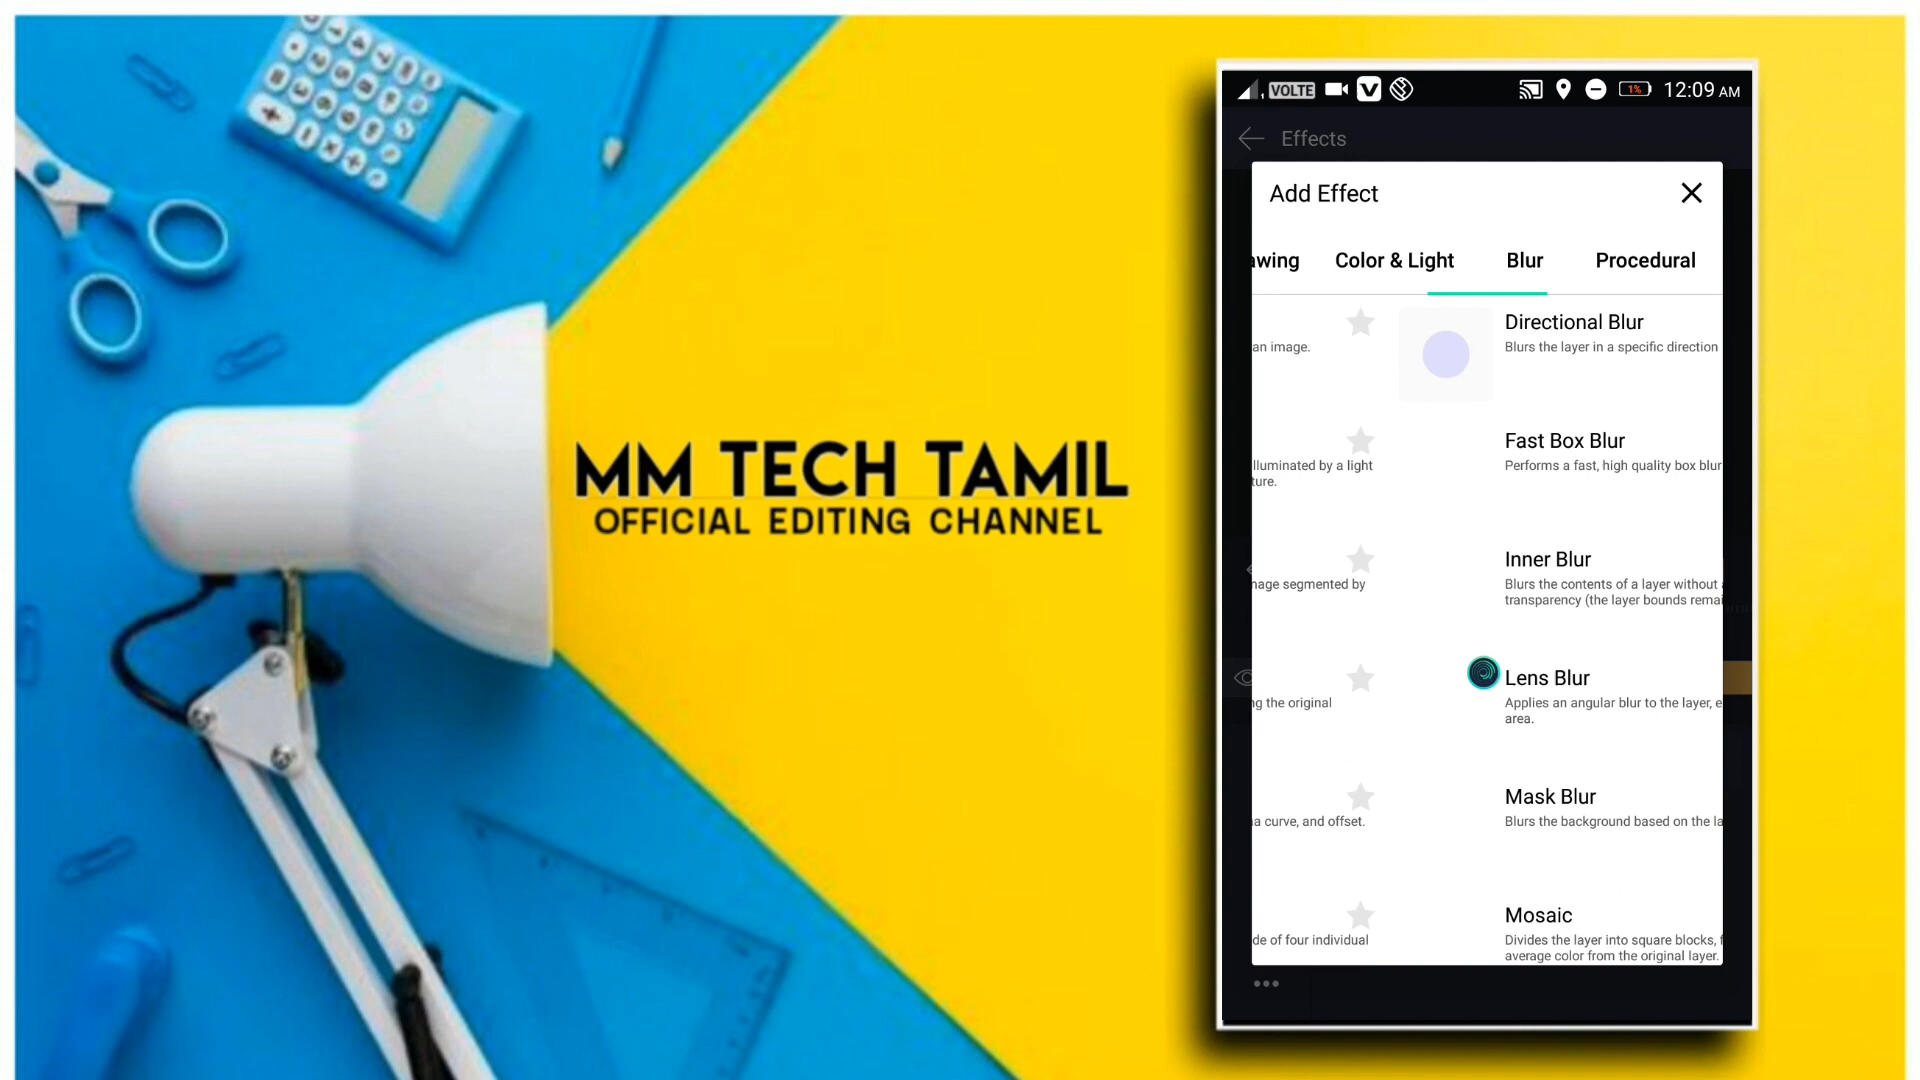 MM TECH TAMIL
OFFICIAL EDITING CHANNEL
VOLTE
1%
12:09 AM
Effects
Add Effect
awing
Color & Light
Blur
Procedural
an image.
Directional Blur
Blurs the layer in a specific direction
lluminated by a light
ture.
Fast Box Blur
Performs a fast, high quality box blur
nage segmented by
Inner Blur
Blurs the contents of a layer without
transparency (the layer bounds remai
ng the original
Lens Blur
Applies an angular blur to the layer, e
area.
a curve, and offset.
Mask Blur
Blurs the background based on the la
de of four individual
Mosaic
Divides the layer into square blocks, f
average color from the original layer.